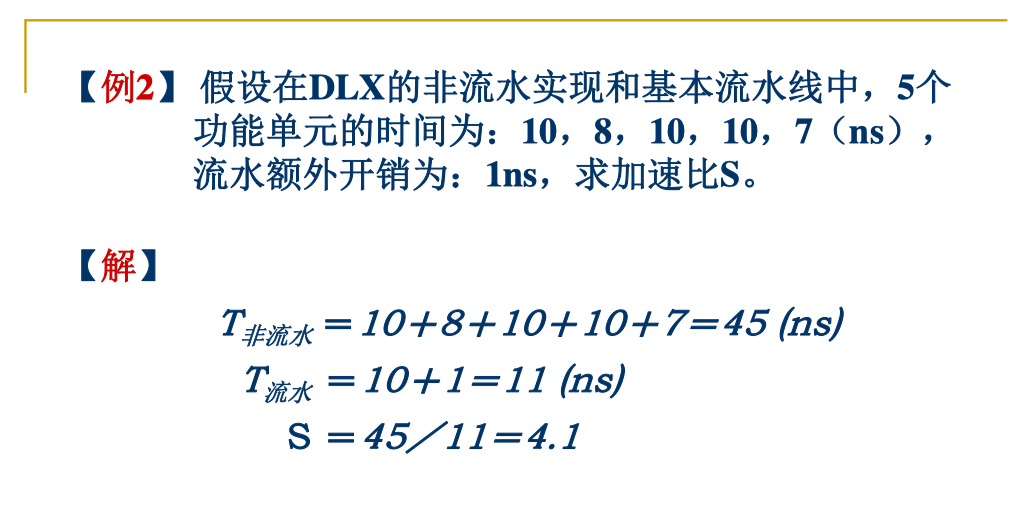 【例2】 假设在DLX的非流水实现和基本流水线中，5个
功能单元的时间为：10，8，10，10，7（ns），
流水额外开销为：1ns，求加速比S。
【解】
T非流水 ＝10＋8＋10＋10＋7＝45 (ns)
T流水 ＝10＋1＝11 (ns)
S ＝45／11＝4.1